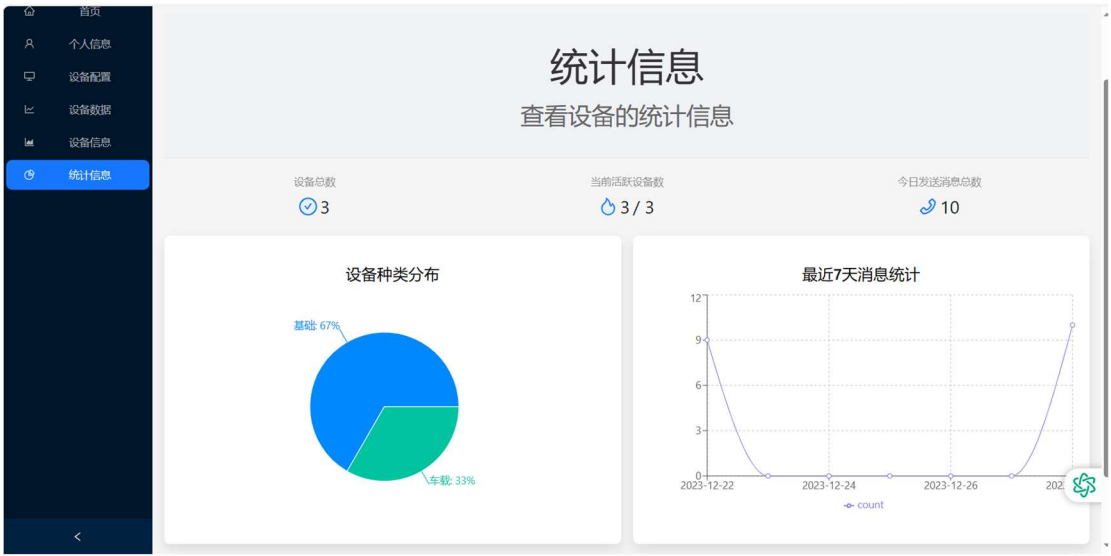 首页
个人信息
设备配置
设备数据
设备信息
统计信息
统计信息
查看设备的统计信息
设备总数
3
当前活跃设备数
3 / 3
今日发送消息总数
10
设备种类分布
基础: 67%
车载: 33%
最近7天消息统计
12
9
6
3
0
2023-12-22
2023-12-24
2023-12-26
count